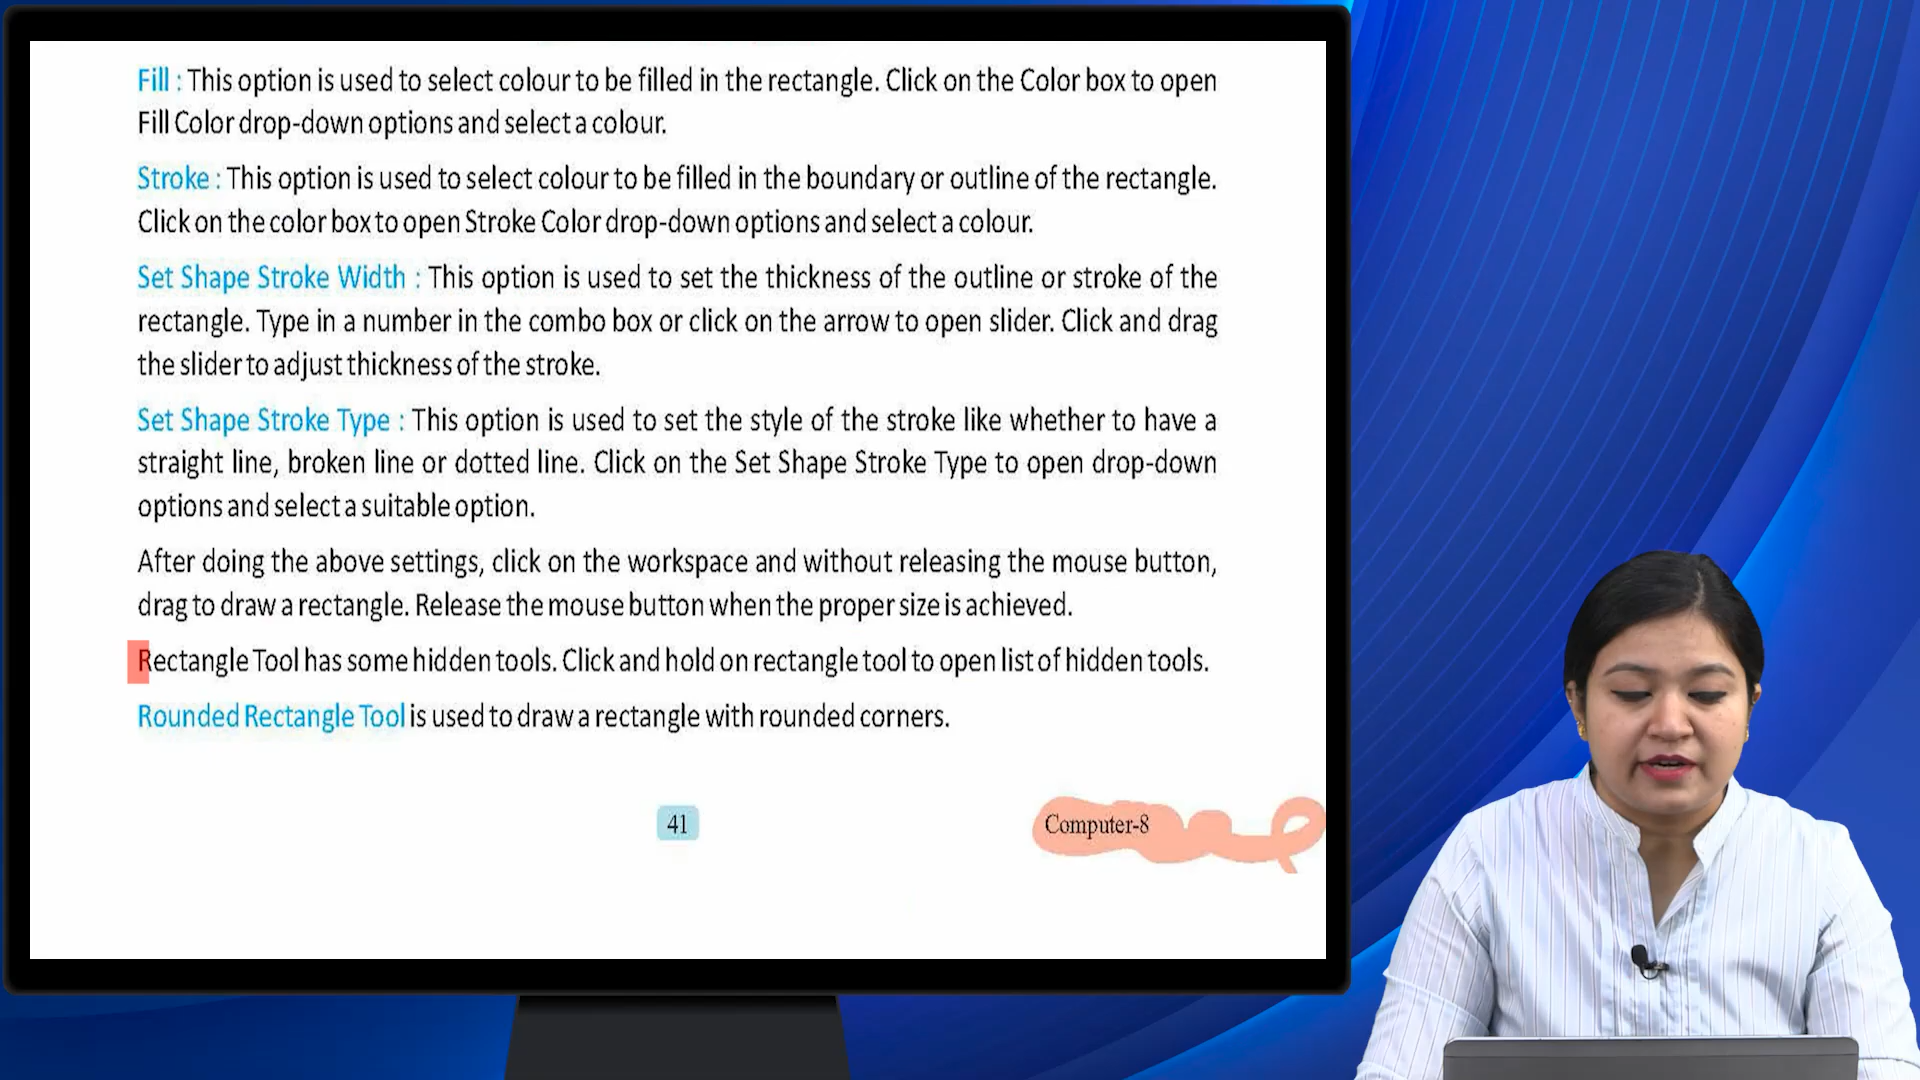 Fill : This option is used to select colour to be filled in the rectangle. Click on the Color box to open
Fill Color drop-down options and select a colour.
Stroke : This option is used to select colour to be filled in the boundary or outline of the rectangle.
Click on the color box to open Stroke Color drop-down options and select a colour.
Set Shape Stroke Width : This option is used to set the thickness of the outline or stroke of the
rectangle. Type in a number in the combo box or click on the arrow to open slider. Click and drag
the slider to adjust thickness of the stroke.
Set Shape Stroke Type : This option is used to set the style of the stroke like whether to have a
straight line, broken line or dotted line. Click on the Set Shape Stroke Type to open drop-down
options and select a suitable option.
After doing the above settings, click on the workspace and without releasing the mouse button,
drag to draw a rectangle. Release the mouse button when the proper size is achieved.
Rectangle Tool has some hidden tools. Click and hold on rectangle tool to open list of hidden tools.
Rounded Rectangle Tool is used to draw a rectangle with rounded corners.
41
Computer-8